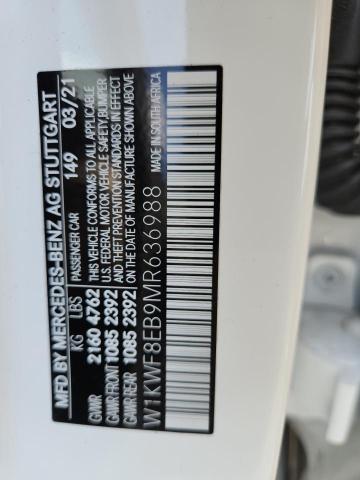 MFD BY MERCEDES-BENZ AG STUTTGART
PASSENGER CAR 149 03/21
KG LBS
GVWR 2160 4762
GAWR FRONT 1085 2392
GAWR REAR 1085 2392
THIS VEHICLE CONFORMS TO ALL APPLICABLE
U.S. FEDERAL MOTOR VEHICLE SAFETY, BUMPER
AND THEFT PREVENTION STANDARDS IN EFFECT
ON THE DATE OF MANUFACTURE SHOWN ABOVE.
MADE IN SOUTH AFRICA
W1KWF8EB9MR636988